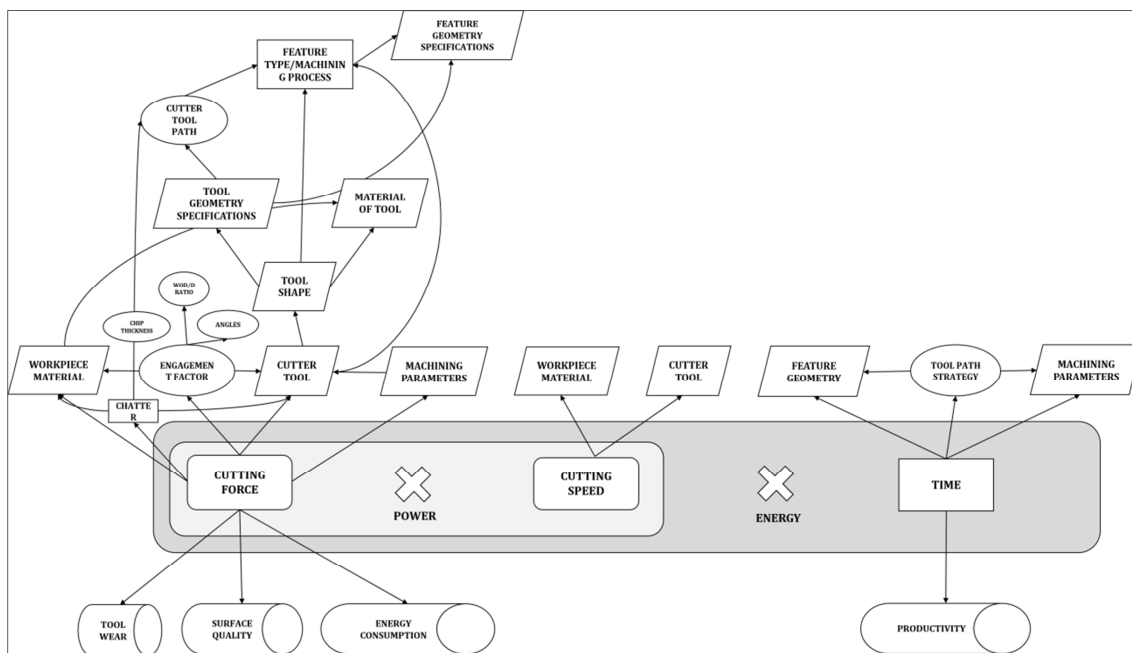 FEATURE
GEOMETRY
SPECIFICATIONS
FEATURE
TYPE/MACHININ
G PROCESS
CUTTER
TOOL
PATH
TOOL
GEOMETRY
SPECIFICATIONS
MATERIAL
OF TOOL
TOOL
SHAPE
WOD/D
RATIO
CHIP
THICKNESS
ANGLES
WORKPIECE
MATERIAL
ENGAGEMEN
T FACTOR
CUTTER
TOOL
MACHINING
PARAMETERS
WORKPIECE
MATERIAL
CUTTER
TOOL
FEATURE
GEOMETRY
TOOL PATH
STRATEGY
MACHINING
PARAMETERS
CHATTE
R
CUTTING
FORCE
POWER
CUTTING
SPEED
ENERGY
TIME
TOOL
WEAR
SURFACE
QUALITY
ENERGY
CONSUMPTION
PRODUCTIVITY